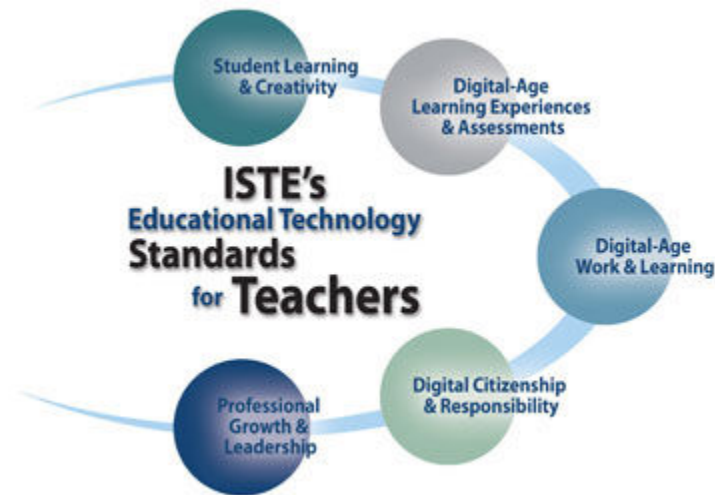 Student Learning
& Creativity
Digital-Age
Learning Experiences
& Assessments
ISTE's
Educational Technology
Standards
for Teachers
Digital-Age
Work & Learning
Digital Citizenship
& Responsibility
Professional
Growth &
Leadership